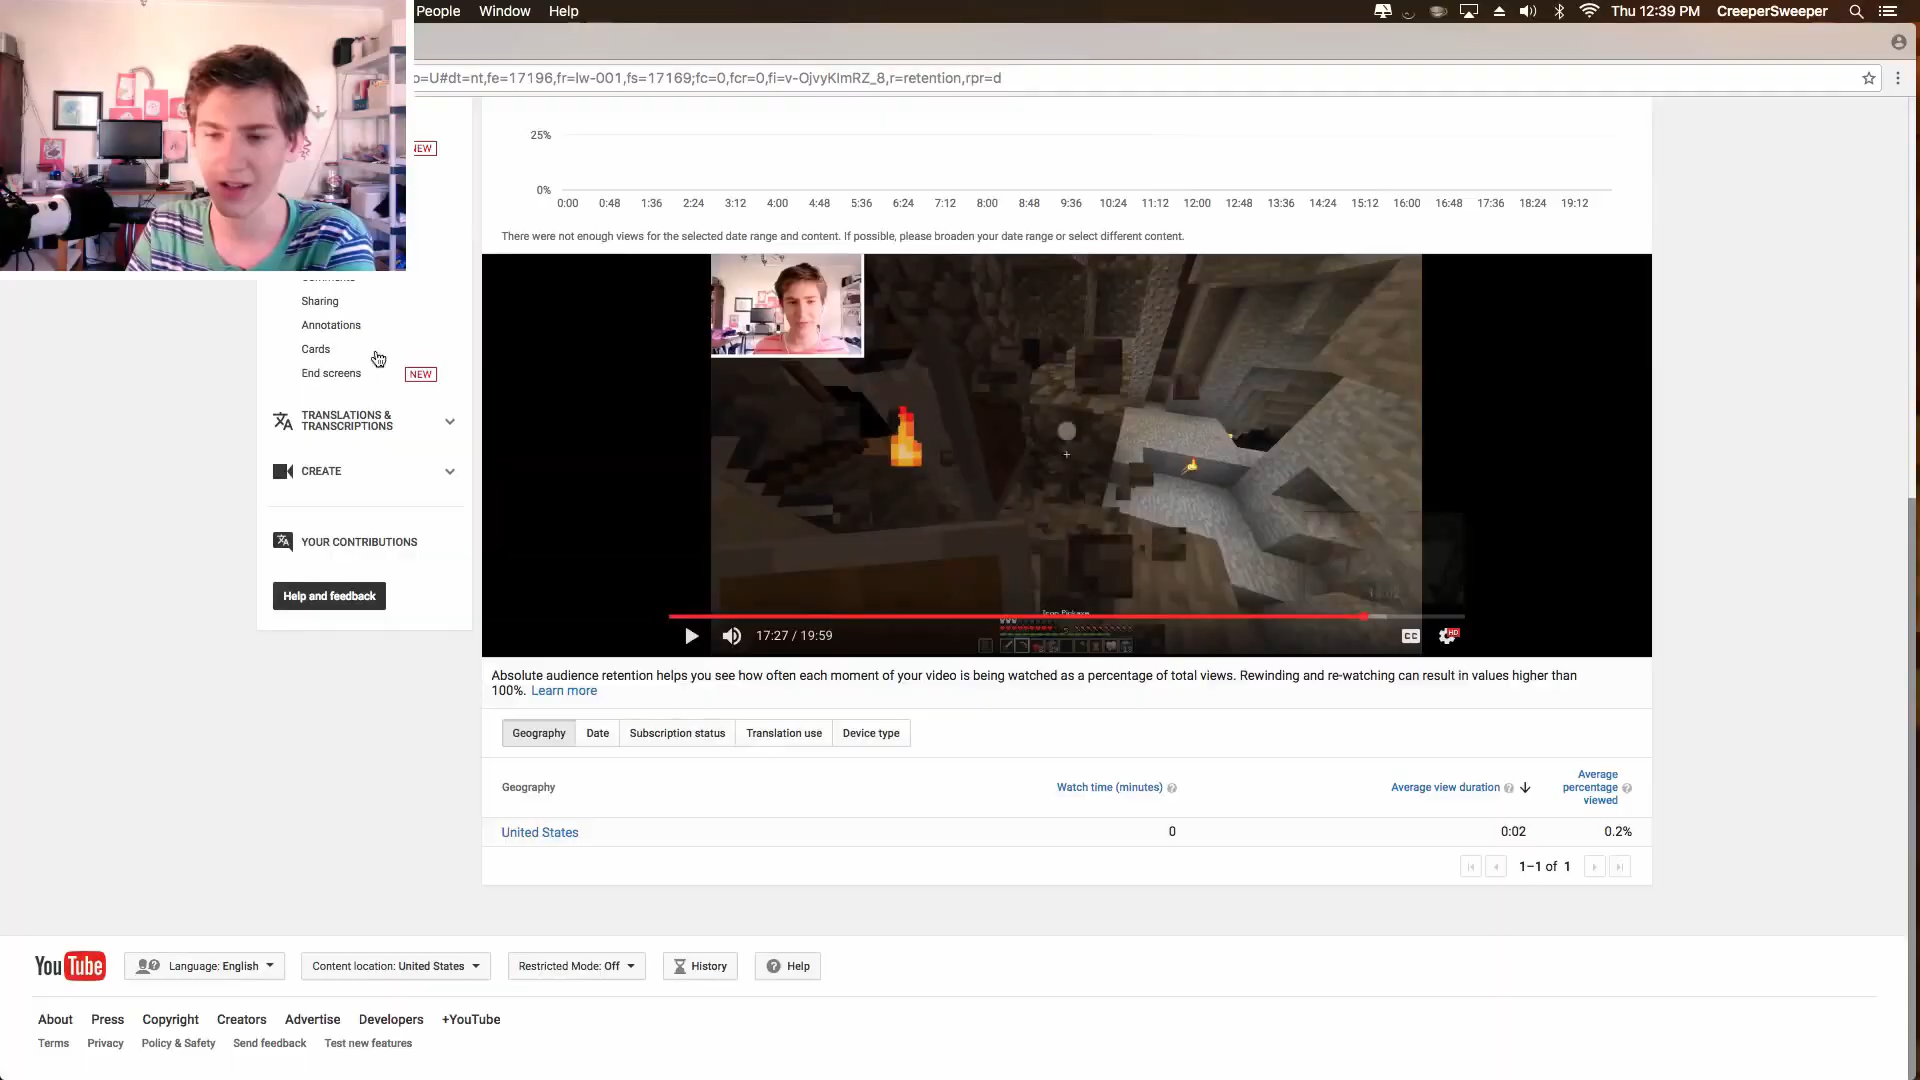 People Window Help Thu 12:39 PM CreeperSweeper
o=U#dt=nt,fe=17196,fr=lw-001,fs=17169;fc=0,fcr=0,fi=v-OjvyKImRZ_8,r=retention,rpr=d
NEW
25%
0%
0:00 0:48 1:36 2:24 3:12 4:00 4:48 5:36 6:24 7:12 8:00 8:48 9:36 10:24 11:12 12:00 12:48 13:36 14:24 15:12 16:00 16:48 17:36 18:24 19:12
There were not enough views for the selected date range and content. If possible, please broaden your date range or select different content.
Comments
Sharing
Annotations
Cards
End screens NEW
TRANSLATIONS &
TRANSCRIPTIONS
CREATE
YOUR CONTRIBUTIONS
Help and feedback
Iron Pickaxe
17:27 / 19:59 CC HD
Absolute audience retention helps you see how often each moment of your video is being watched as a percentage of total views. Rewinding and re-watching can result in values higher than
100%. Learn more
Geography Date Subscription status Translation use Device type
Geography Watch time (minutes) Average view duration Average
percentage
viewed
United States 0 0:02 0.2%
1–1 of 1
YouTube Language: English Content location: United States Restricted Mode: Off History Help
About Press Copyright Creators Advertise Developers +YouTube
Terms Privacy Policy & Safety Send feedback Test new features